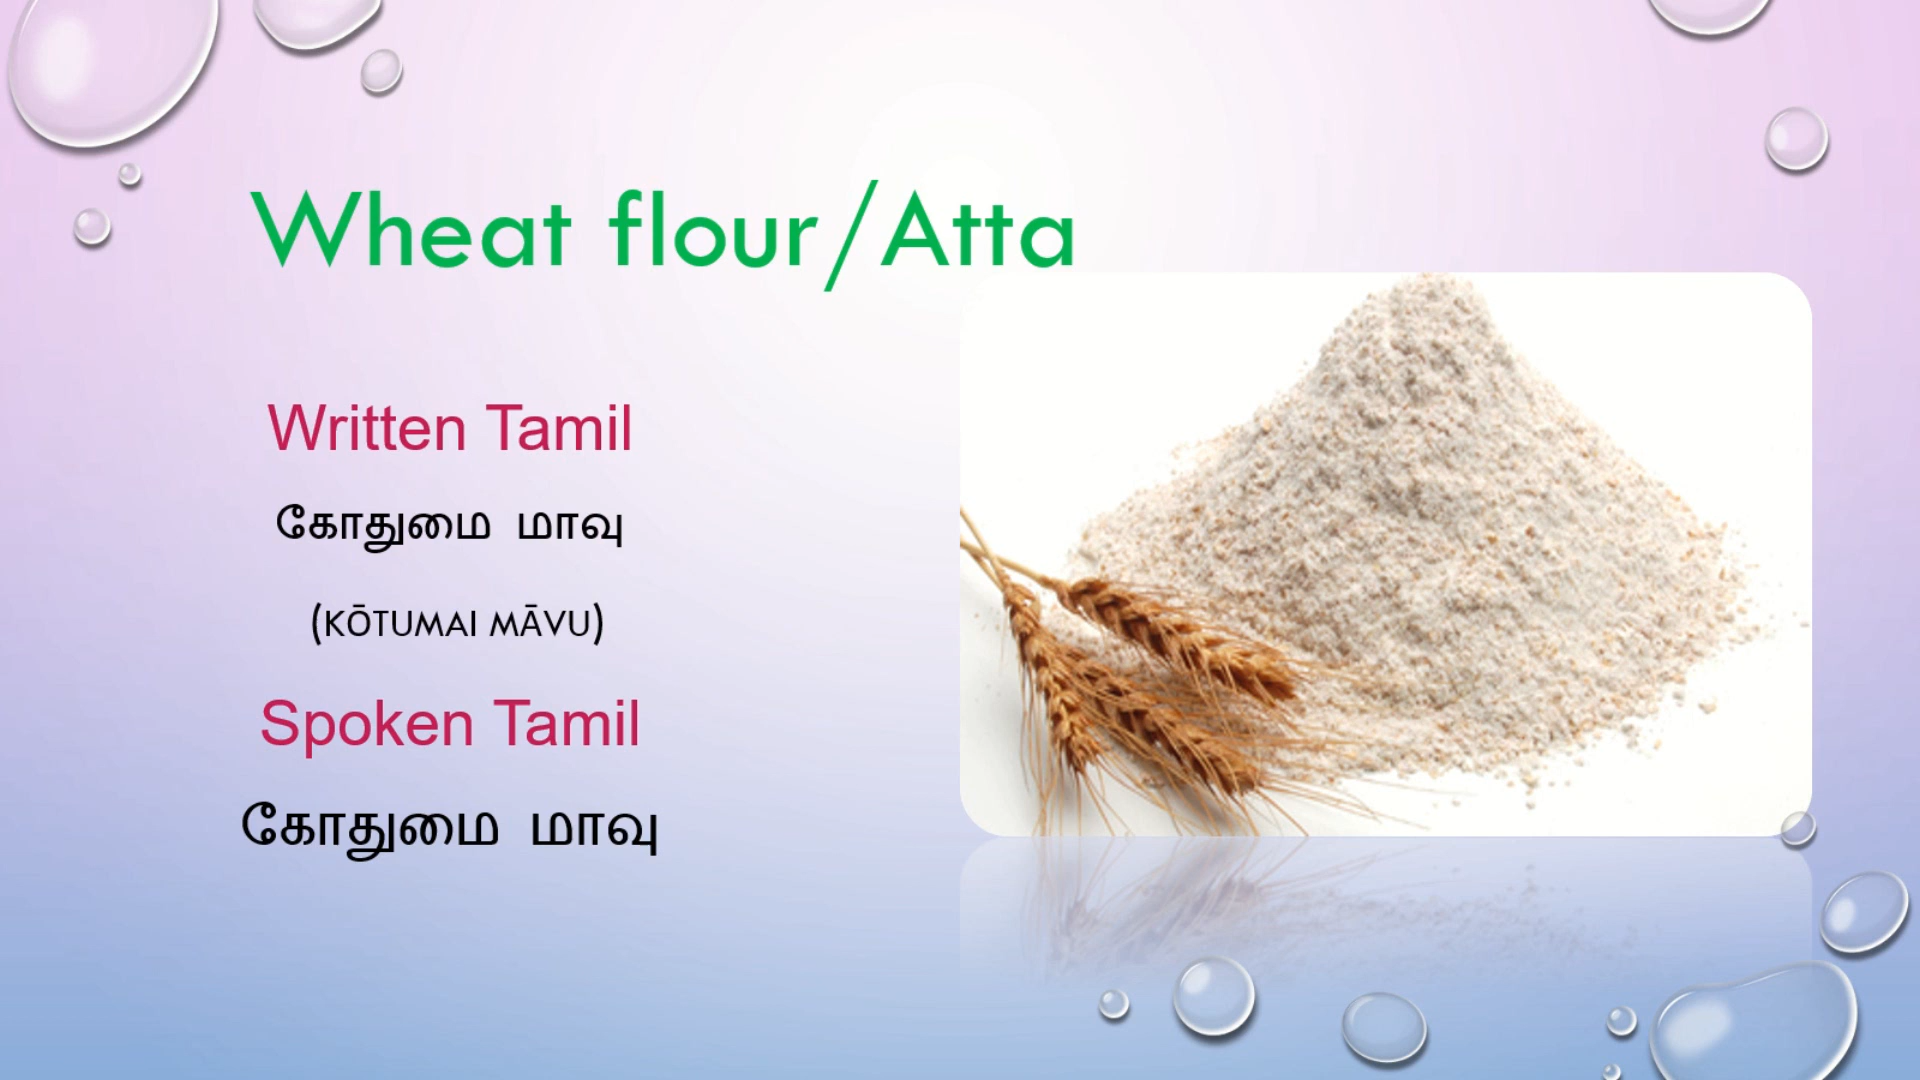 Wheat flour/Atta
Written Tamil
கோதுமை மாவு
(KŌTUMAI MĀVU)
Spoken Tamil
கோதுமை மாவு